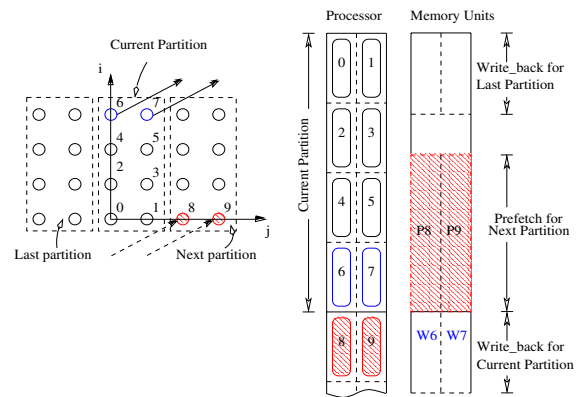 Processor
Memory Units
Current Partition
i
6
7
4
5
2
3
0
1
8
9
j
Last partition
Next partition
Current Partition
0
1
2
3
4
5
6
7
8
9
Write_back for
Last Partition
P8
P9
Prefetch for
Next Partition
W6
W7
Write_back for
Current Partition